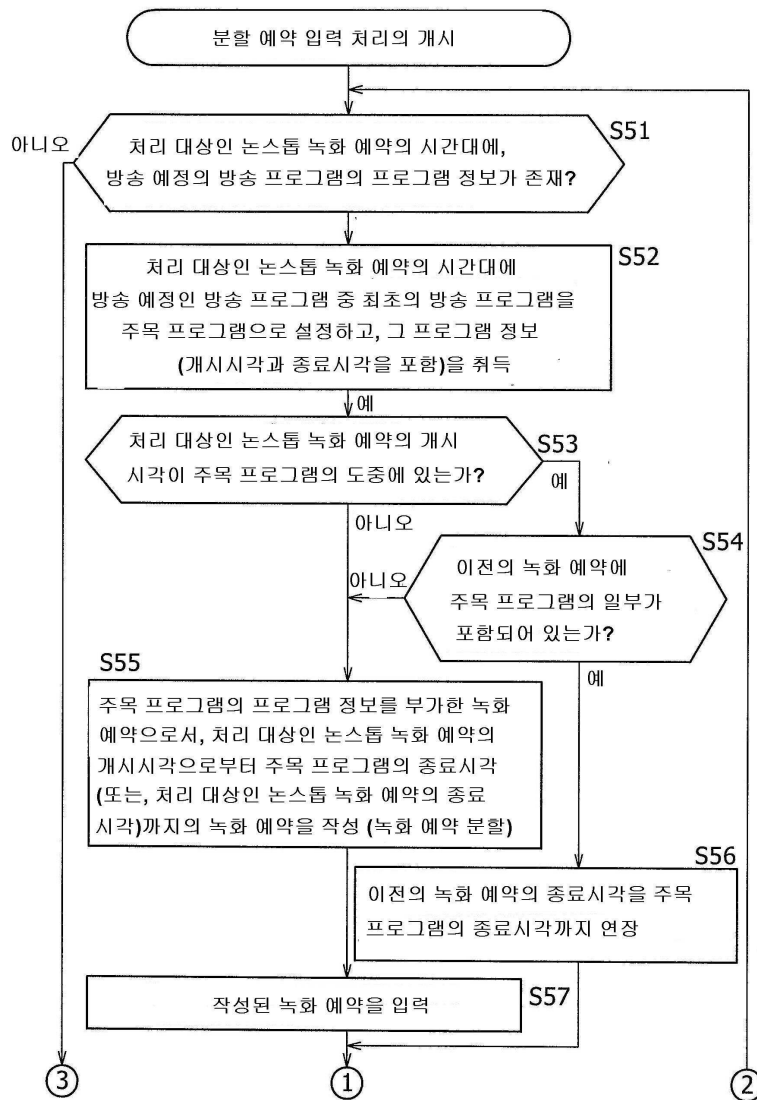 분할 예약 입력 처리의 개시
아니오
S51
처리 대상인 논스톱 녹화 예약의 시간대에,
방송 예정의 방송 프로그램의 프로그램 정보가 존재?
S52
처리 대상인 논스톱 녹화 예약의 시간대에
방송 예정인 방송 프로그램 중 최초의 방송 프로그램을
주목 프로그램으로 설정하고, 그 프로그램 정보
(개시시각과 종료시각을 포함)을 취득
예
S53
처리 대상인 논스톱 녹화 예약의 개시
시각이 주목 프로그램의 도중에 있는가?
예
아니오
S54
아니오
이전의 녹화 예약에
주목 프로그램의 일부가
포함되어 있는가?
예
S55
주목 프로그램의 프로그램 정보를 부가한 녹화
예약으로서, 처리 대상인 논스톱 녹화 예약의
개시시각으로부터 주목 프로그램의 종료시각
(또는, 처리 대상인 논스톱 녹화 예약의 종료
시각)까지의 녹화 예약을 작성 (녹화 예약 분할)
S56
이전의 녹화 예약의 종료시각을 주목
프로그램의 종료시각까지 연장
S57
작성된 녹화 예약을 입력
3
1
2